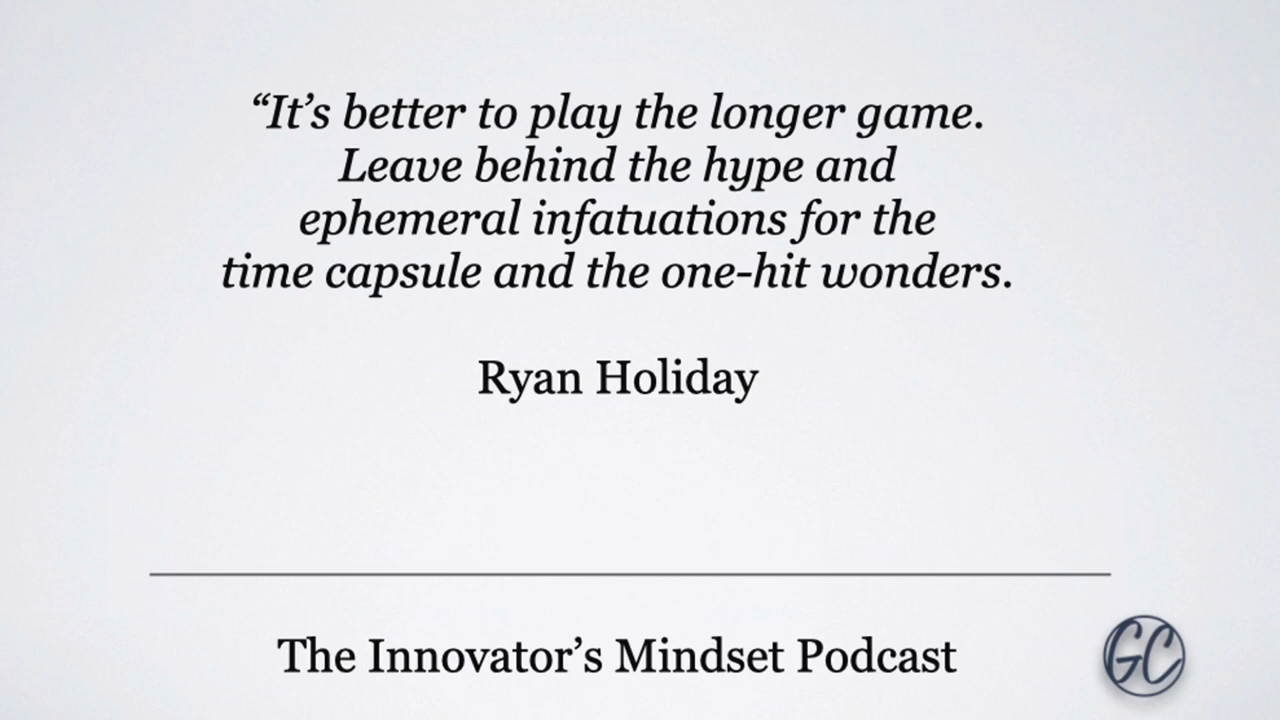 “It’s better to play the longer game.
Leave behind the hype and
ephemeral infatuations for the
time capsule and the one-hit wonders.
Ryan Holiday
The Innovator’s Mindset Podcast
GC